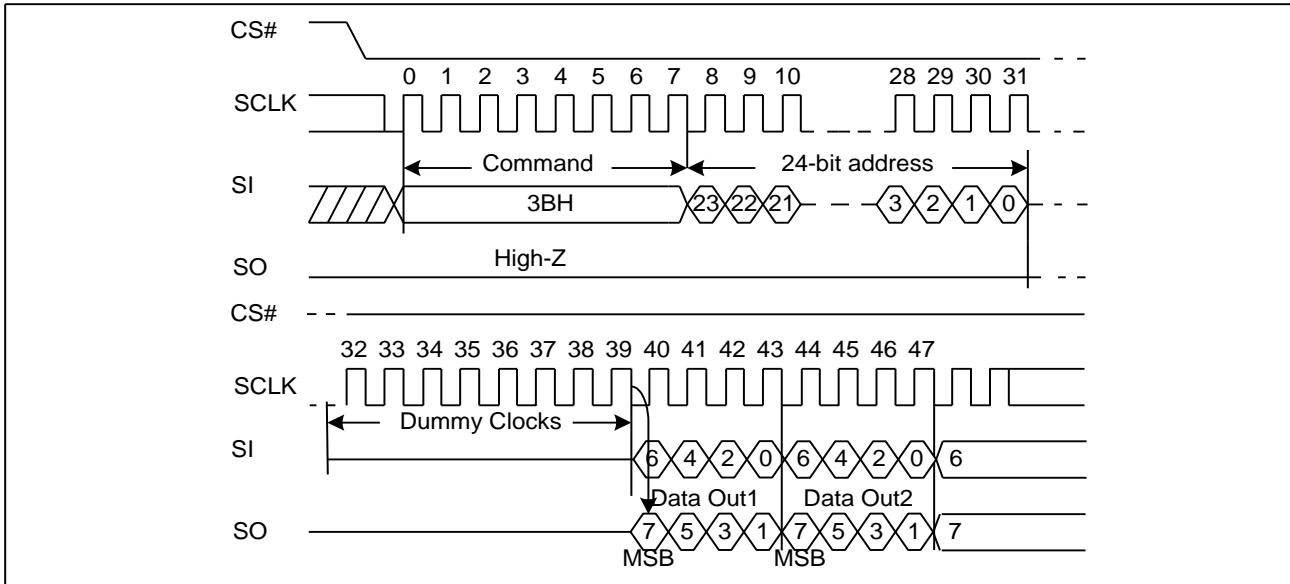 CS#
0 1 2 3 4 5 6 7 8 9 10 28 29 30 31
SCLK
Command 24-bit address
SI
3BH 23 22 21 3 2 1 0
High-Z
SO
CS#
32 33 34 35 36 37 38 39 40 41 42 43 44 45 46 47
SCLK
Dummy Clocks
SI
6 4 2 0 6 4 2 0 6
Data Out1 Data Out2
SO
7 5 3 1 7 5 3 1 7
MSB MSB